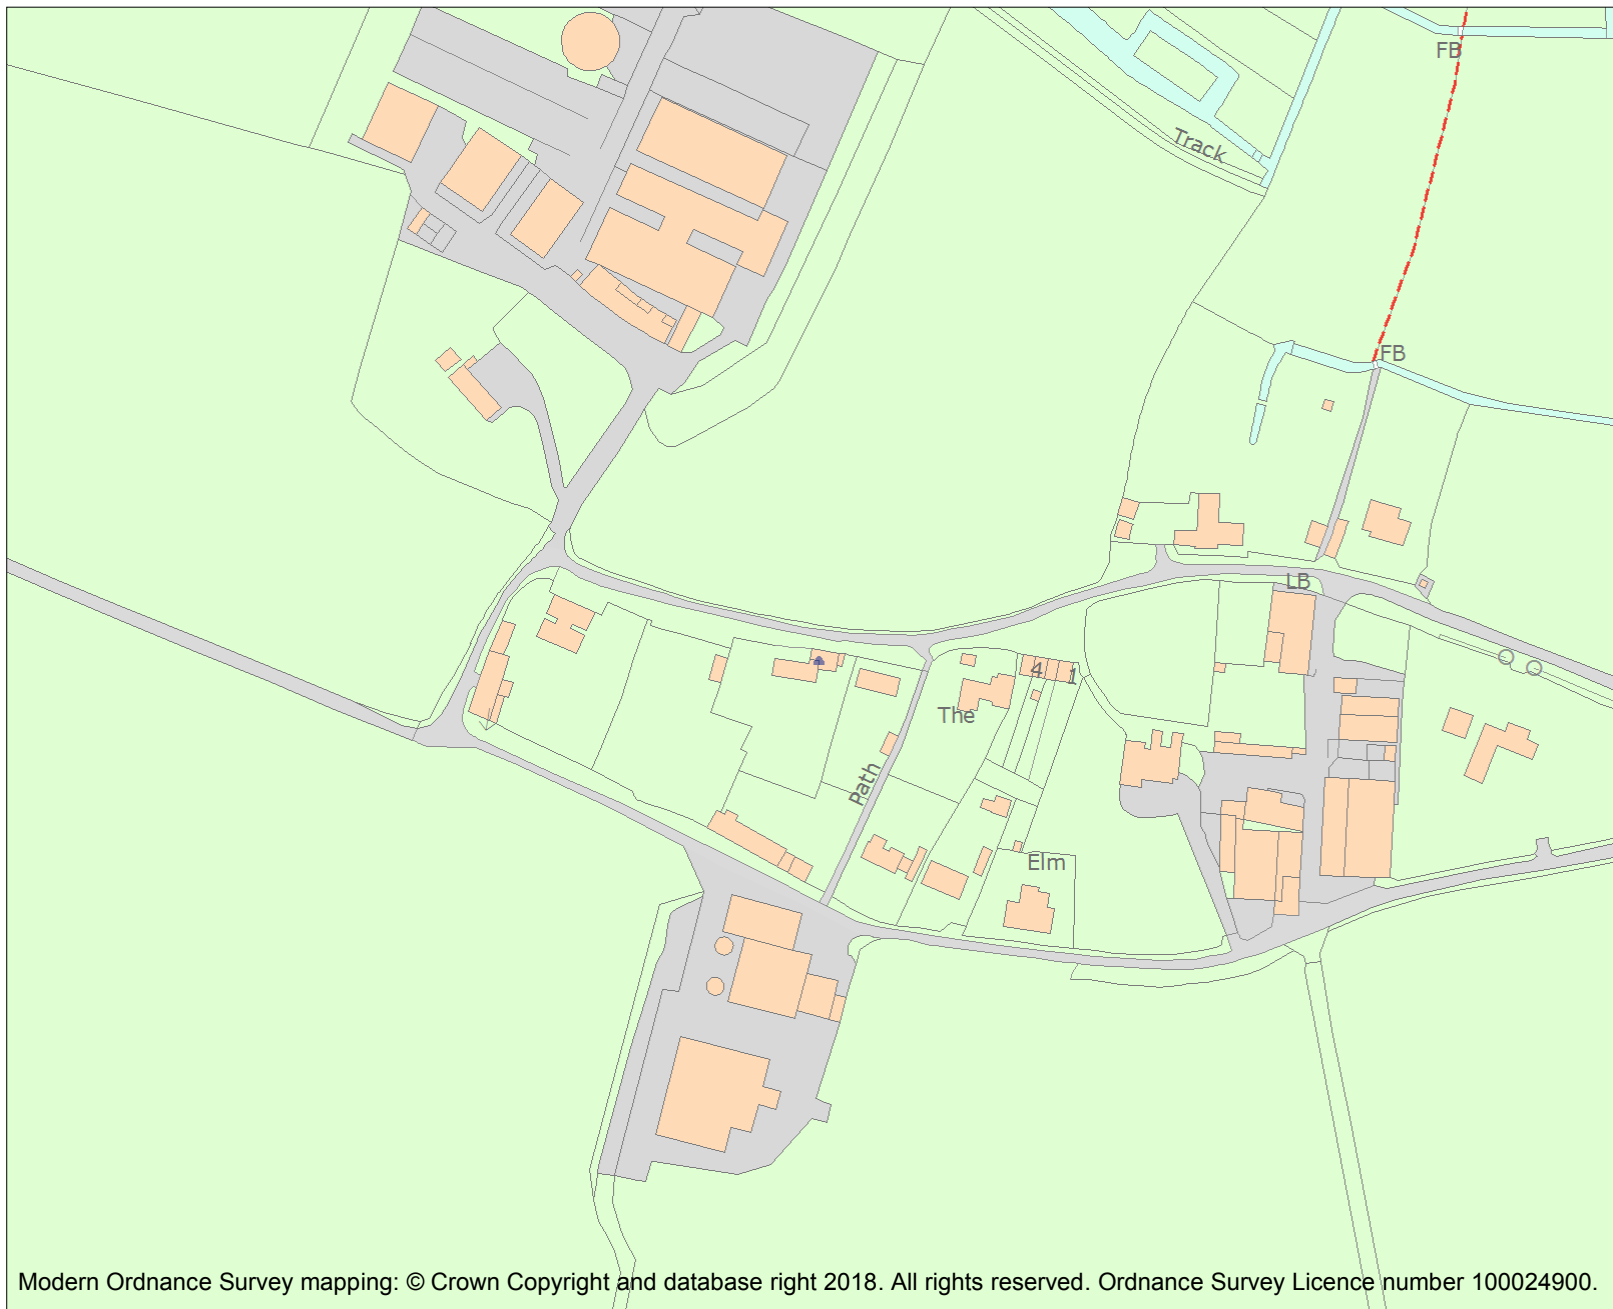 FB
Track
FB
LB
4
1
The
Path
Elm
Modern Ordnance Survey mapping: © Crown Copyright and database right 2018. All rights reserved. Ordnance Survey Licence number 100024900.